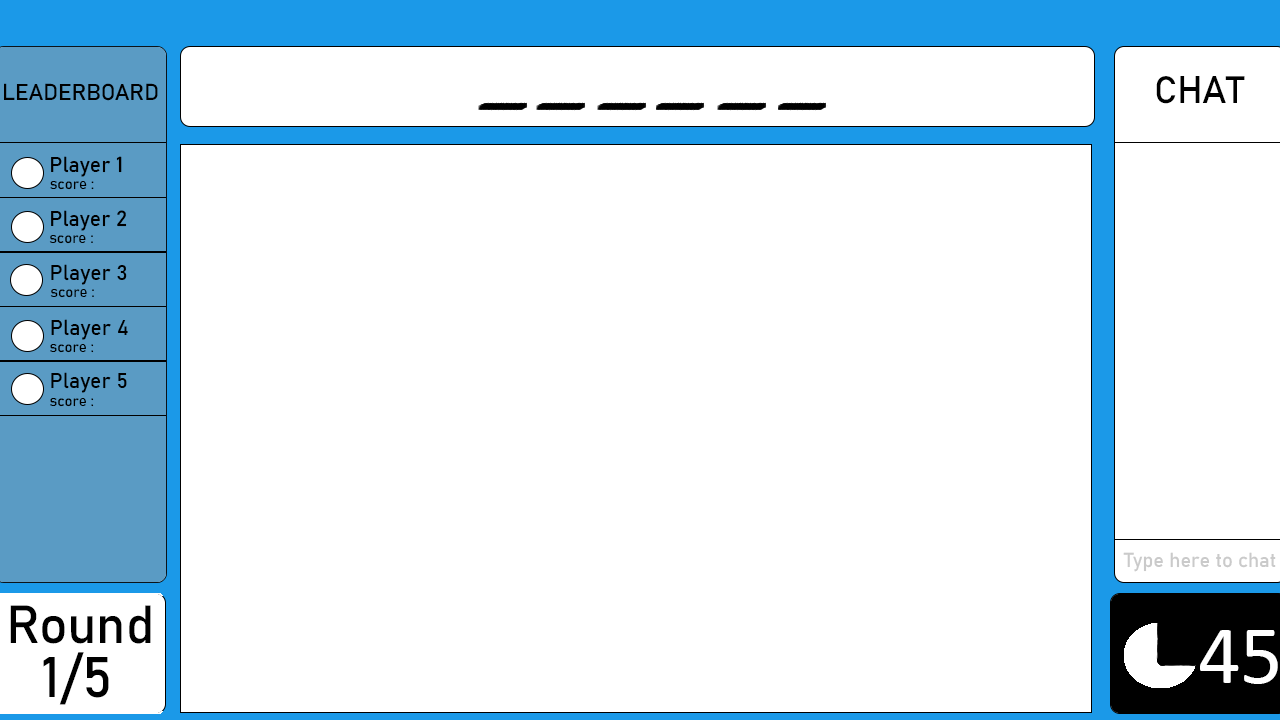 LEADERBOARD
_ _ _ _ _ _
CHAT
Player 1
score :
Player 2
score :
Player 3
score :
Player 4
score :
Player 5
score :
Type here to chat
Round
1/5
45